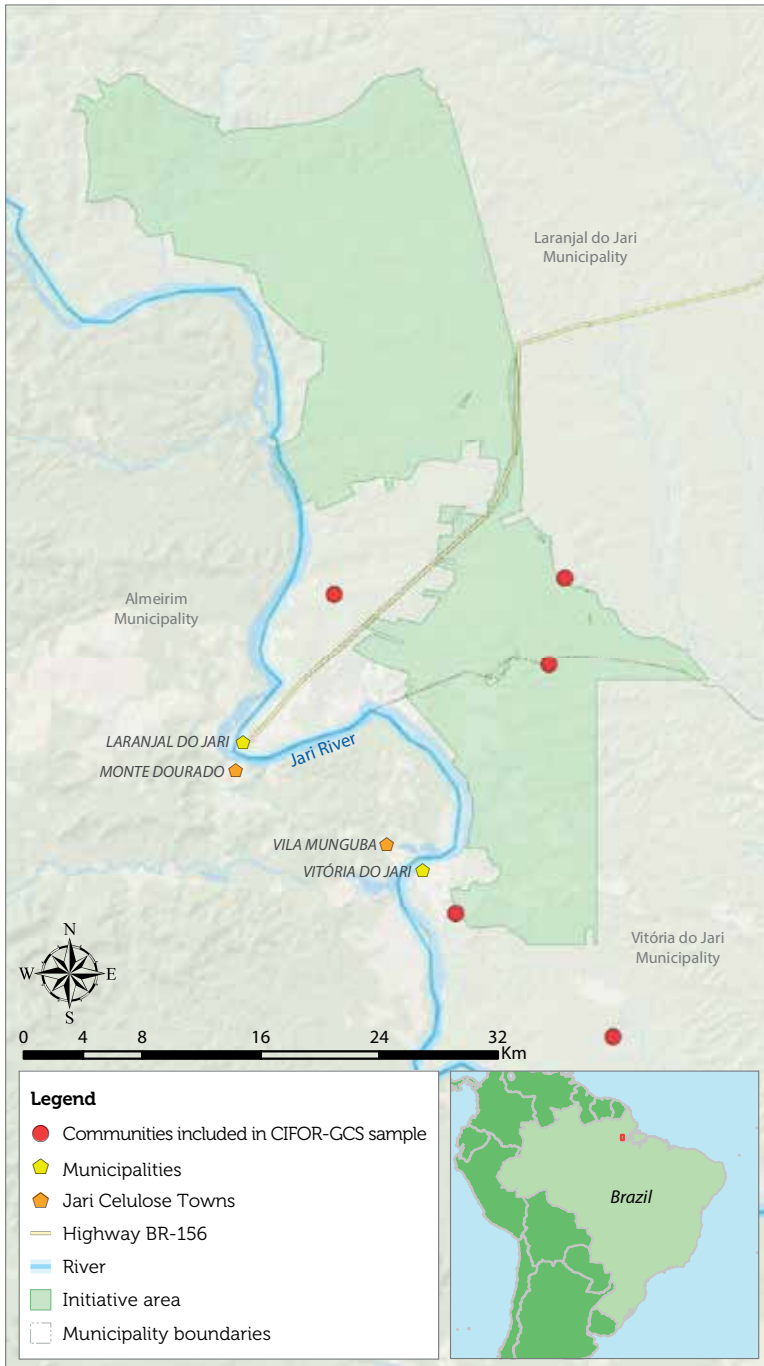 Laranjal do Jari
Municipality
Almeirim
Municipality
LARANJAL DO JARI
Jari River
MONTE DOURADO
VILA MUNGUBA
VITÓRIA DO JARI
Vitória do Jari
Municipality
N
W E
S
0 4 8 16 24 32
Km
Legend
Communities included in CIFOR-GCS sample
Municipalities
Jari Celulose Towns
Highway BR-156
River
Initiative area
Municipality boundaries
Brazil